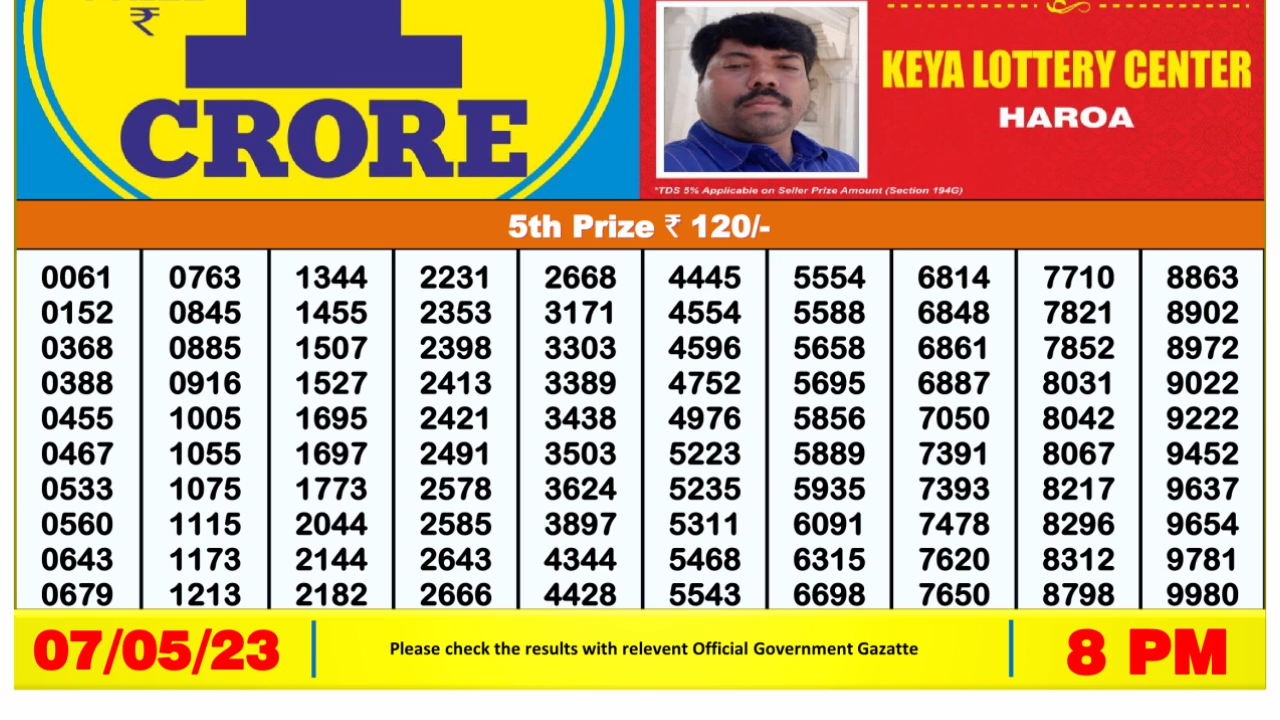 ₹
1
CRORE
KEYA LOTTERY CENTER
HAROA
*TDS 5% Applicable on Seller Prize Amount (Section 194G)
5th Prize ₹ 120/-
0061 0763 1344 2231 2668 4445 5554 6814 7710 8863
0152 0845 1455 2353 3171 4554 5588 6848 7821 8902
0368 0885 1507 2398 3303 4596 5658 6861 7852 8972
0388 0916 1527 2413 3389 4752 5695 6887 8031 9022
0455 1005 1695 2421 3438 4976 5856 7050 8042 9222
0467 1055 1697 2491 3503 5223 5889 7391 8067 9452
0533 1075 1773 2578 3624 5235 5935 7393 8217 9637
0560 1115 2044 2585 3897 5311 6091 7478 8296 9654
0643 1173 2144 2643 4344 5468 6315 7620 8312 9781
0679 1213 2182 2666 4428 5543 6698 7650 8798 9980
07/05/23
Please check the results with relevent Official Government Gazatte
8 PM